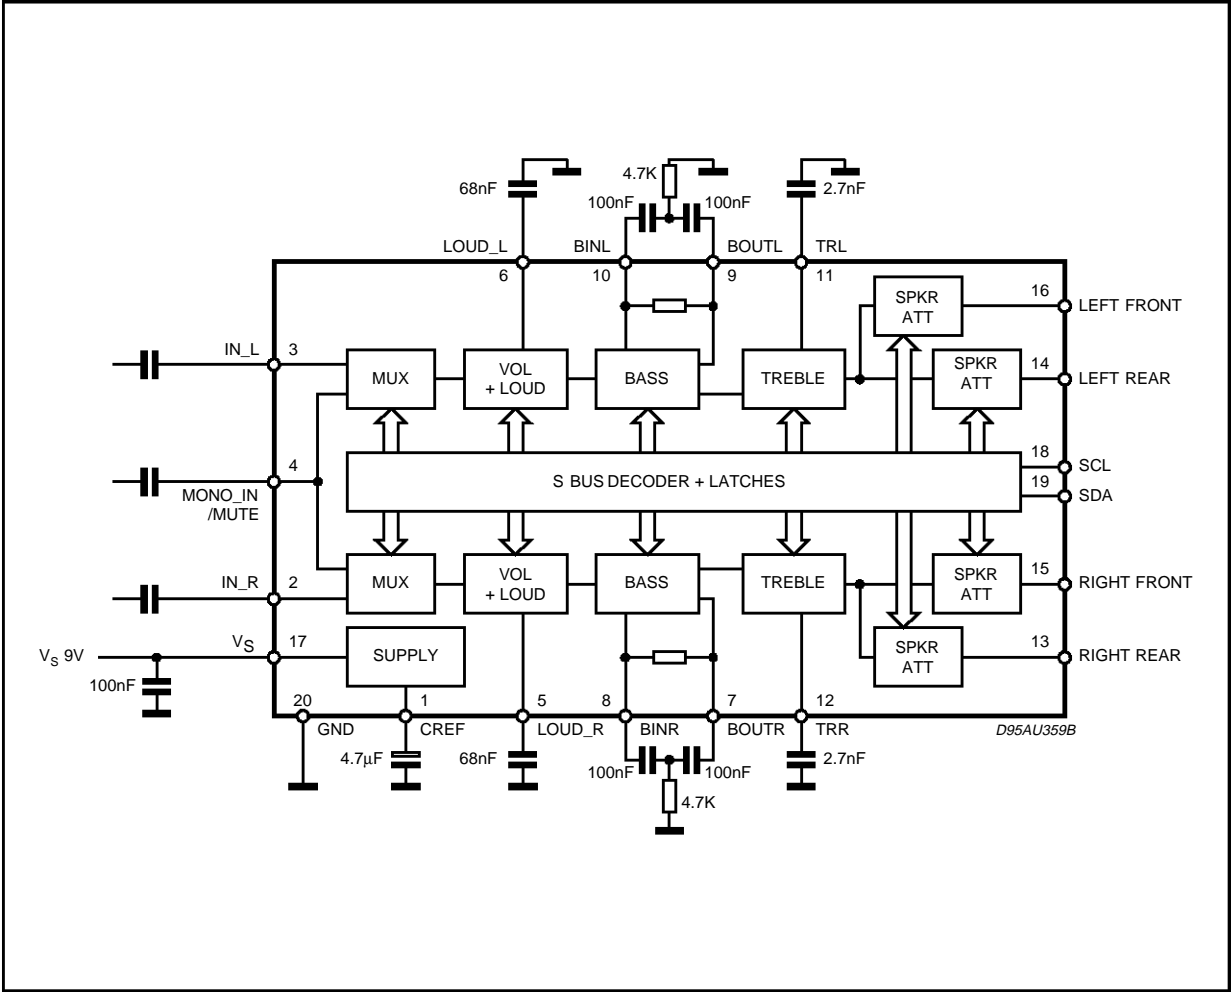 4.7K
68nF
100nF
100nF
2.7nF
LOUD_L
BINL
BOUTL
TRL
6
10
9
11
SPKR
ATT
16
LEFT FRONT
IN_L
3
MUX
VOL
+ LOUD
BASS
TREBLE
SPKR
ATT
14
LEFT REAR
4
MONO_IN
/MUTE
S BUS DECODER + LATCHES
18
SCL
19
SDA
IN_R
2
MUX
VOL
+ LOUD
BASS
TREBLE
SPKR
ATT
15
RIGHT FRONT
VS 9V
VS
17
SUPPLY
SPKR
ATT
13
RIGHT REAR
100nF
20
1
5
8
7
12
GND
CREF
LOUD_R
BINR
BOUTR
TRR
D95AU359B
4.7µF
68nF
100nF
100nF
2.7nF
4.7K